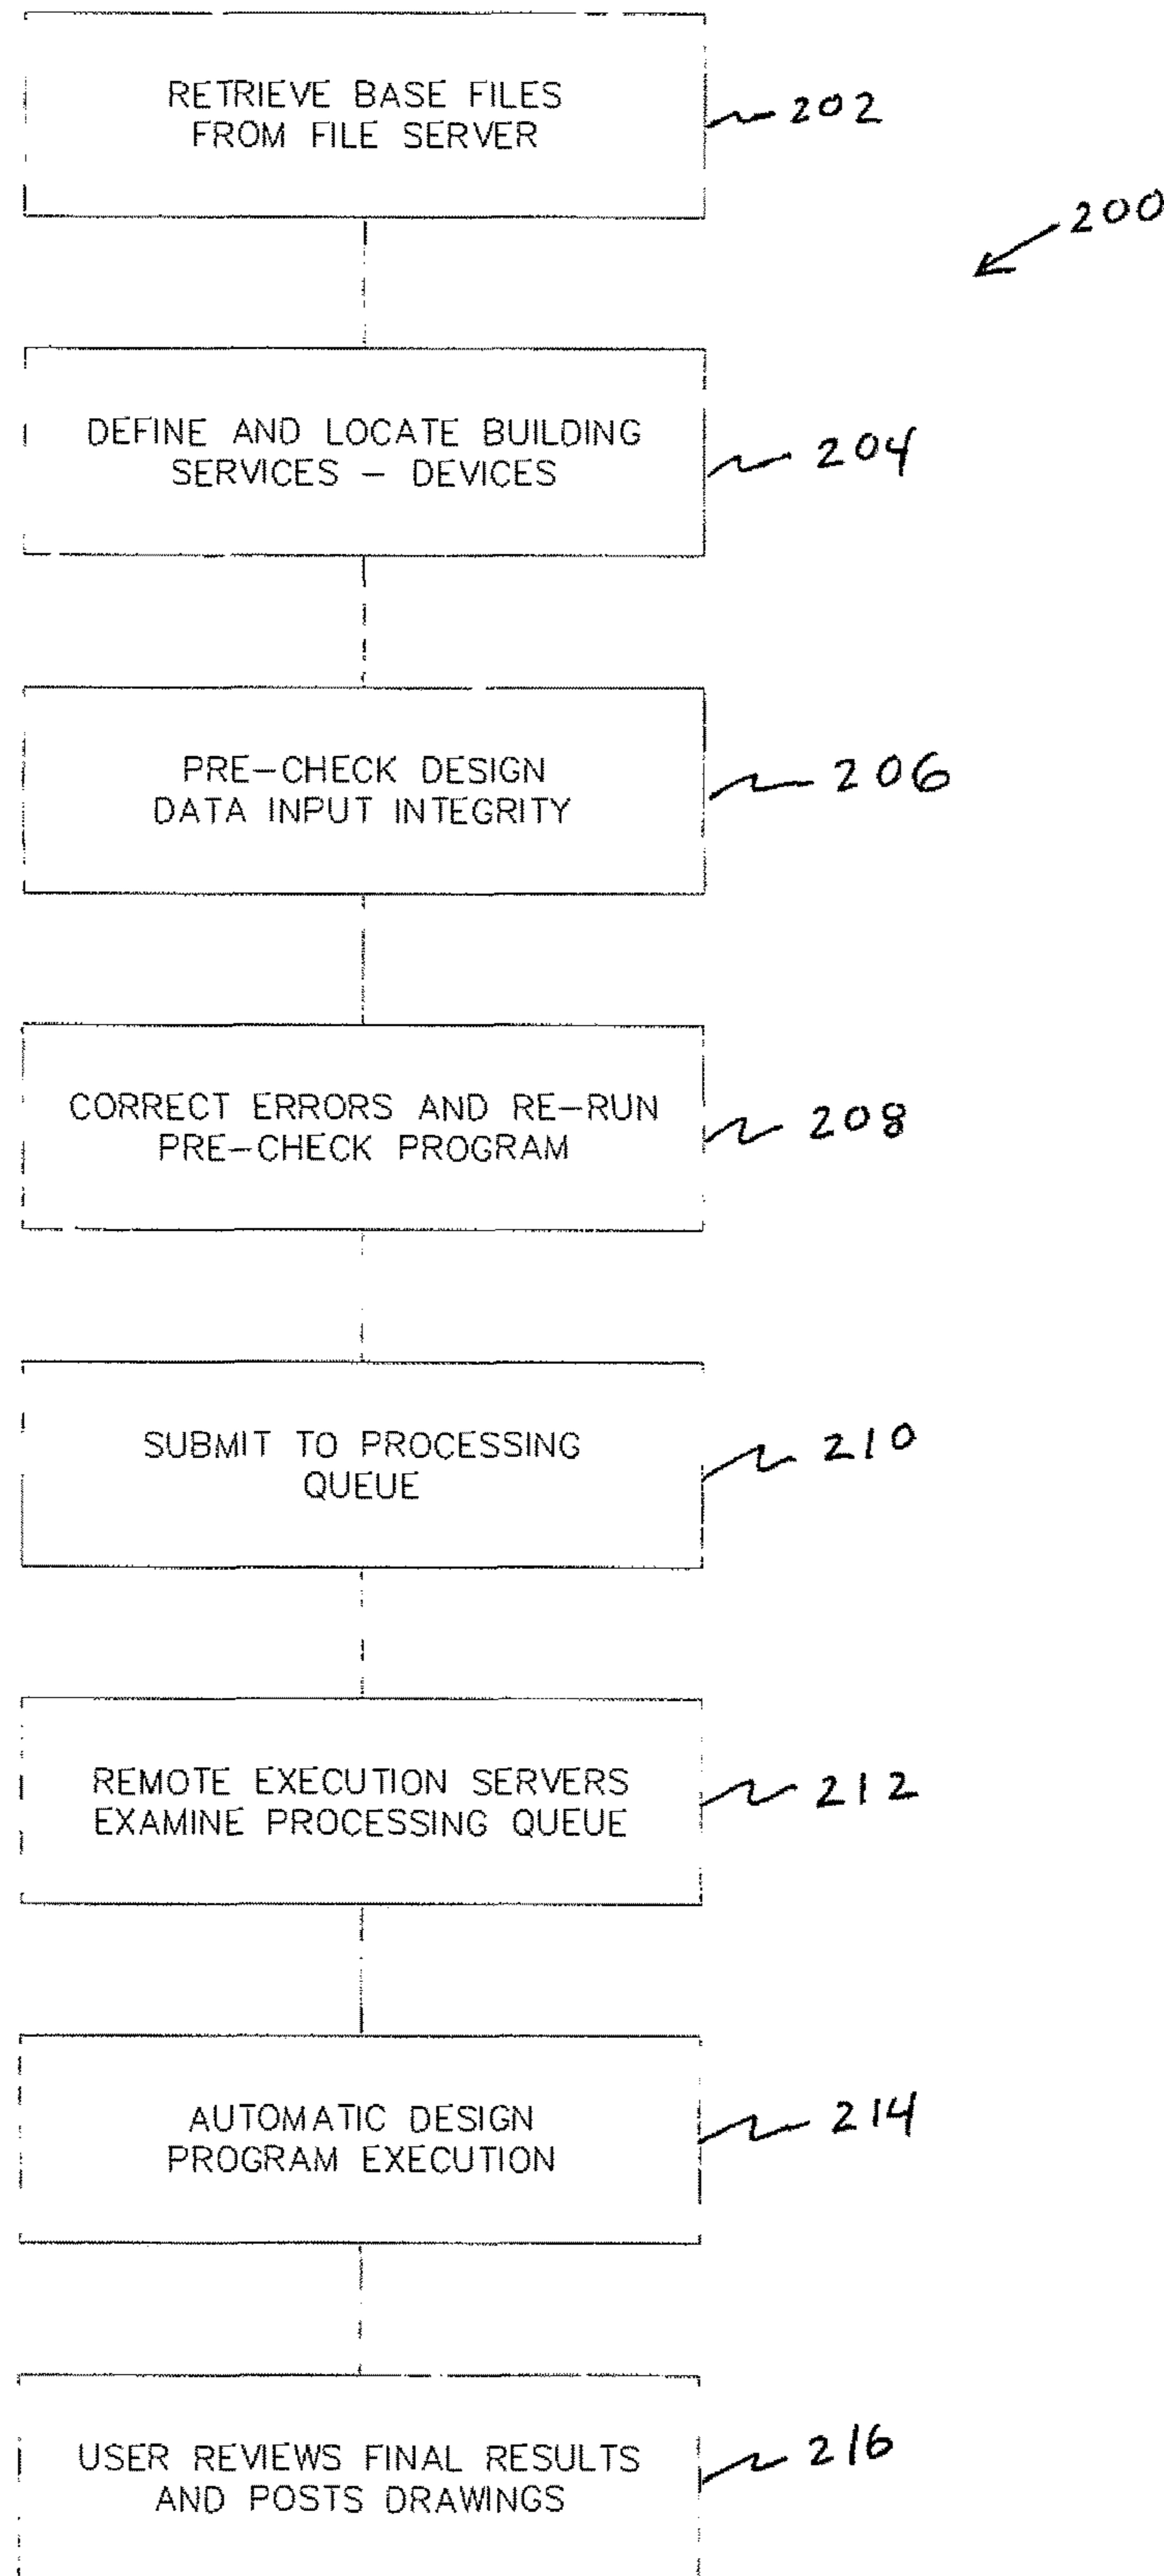 RETRIEVE BASE FILES
FROM FILE SERVER
202
200
DEFINE AND LOCATE BUILDING
SERVICES – DEVICES
204
PRE–CHECK DESIGN
DATA INPUT INTEGRITY
206
CORRECT ERRORS AND RE–RUN
PRE–CHECK PROGRAM
208
SUBMIT TO PROCESSING
QUEUE
210
REMOTE EXECUTION SERVERS
EXAMINE PROCESSING QUEUE
212
AUTOMATIC DESIGN
PROGRAM EXECUTION
214
USER REVIEWS FINAL RESULTS
AND POSTS DRAWINGS
216